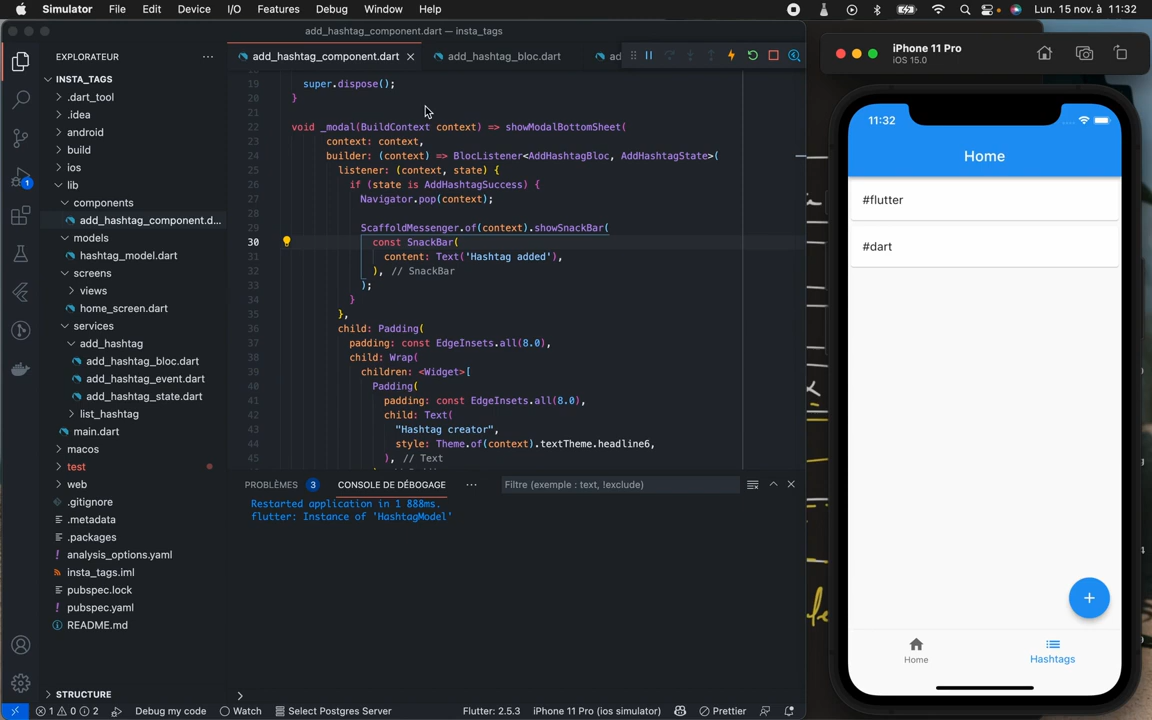 Simulator File Edit Device I/O Features Debug Window Help Lun. 15 nov. à 11:32
add_hashtag_component.dart — insta_tags
EXPLORATEUR
add_hashtag_component.dart
add_hashtag_bloc.dart
ad
INSTA_TAGS
.dart_tool
.idea
android
build
ios
lib
components
add_hashtag_component.d...
models
hashtag_model.dart
screens
views
home_screen.dart
services
add_hashtag
add_hashtag_bloc.dart
add_hashtag_event.dart
add_hashtag_state.dart
list_hashtag
main.dart
macos
test
web
.gitignore
.metadata
.packages
analysis_options.yaml
insta_tags.iml
pubspec.lock
pubspec.yaml
README.md
STRUCTURE
1
19 super.dispose();
20 }
21
22 void _modal(BuildContext context) => showModalBottomSheet(
23 context: context,
24 builder: (context) => BlocListener<AddHashtagBloc, AddHashtagState>(
25 listener: (context, state) {
26 if (state is AddHashtagSuccess) {
27 Navigator.pop(context);
28
29 ScaffoldMessenger.of(context).showSnackBar(
30 const SnackBar(
31 content: Text('Hashtag added'),
32 ), // SnackBar
33 );
34 }
35 },
36 child: Padding(
37 padding: const EdgeInsets.all(8.0),
38 child: Wrap(
39 children: <Widget>[
40 Padding(
41 padding: const EdgeInsets.all(8.0),
42 child: Text(
43 "Hashtag creator",
44 style: Theme.of(context).textTheme.headline6,
45 ), // Text
PROBLÈMES 3 CONSOLE DE DÉBOGAGE ... Filtre (exemple : text, !exclude)
Restarted application in 1 888ms.
flutter: Instance of 'HashtagModel'
1 0 2 Debug my code Watch Select Postgres Server Flutter: 2.5.3 iPhone 11 Pro (ios simulator) Prettier
iPhone 11 Pro
iOS 15.0
11:32
Home
#flutter
#dart
+
Home
Hashtags